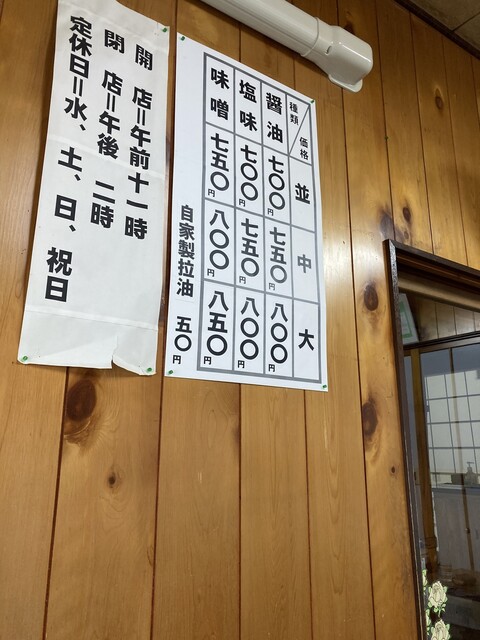 開店=午前十一時
閉店=午後二時
定休日=水、土、日、祝日
種類 価格 並 中 大
醤油 七〇〇円 七五〇円 八〇〇円
塩味 七〇〇円 七五〇円 八〇〇円
味噌 七五〇円 八〇〇円 八五〇円
自家製拉油 五〇円